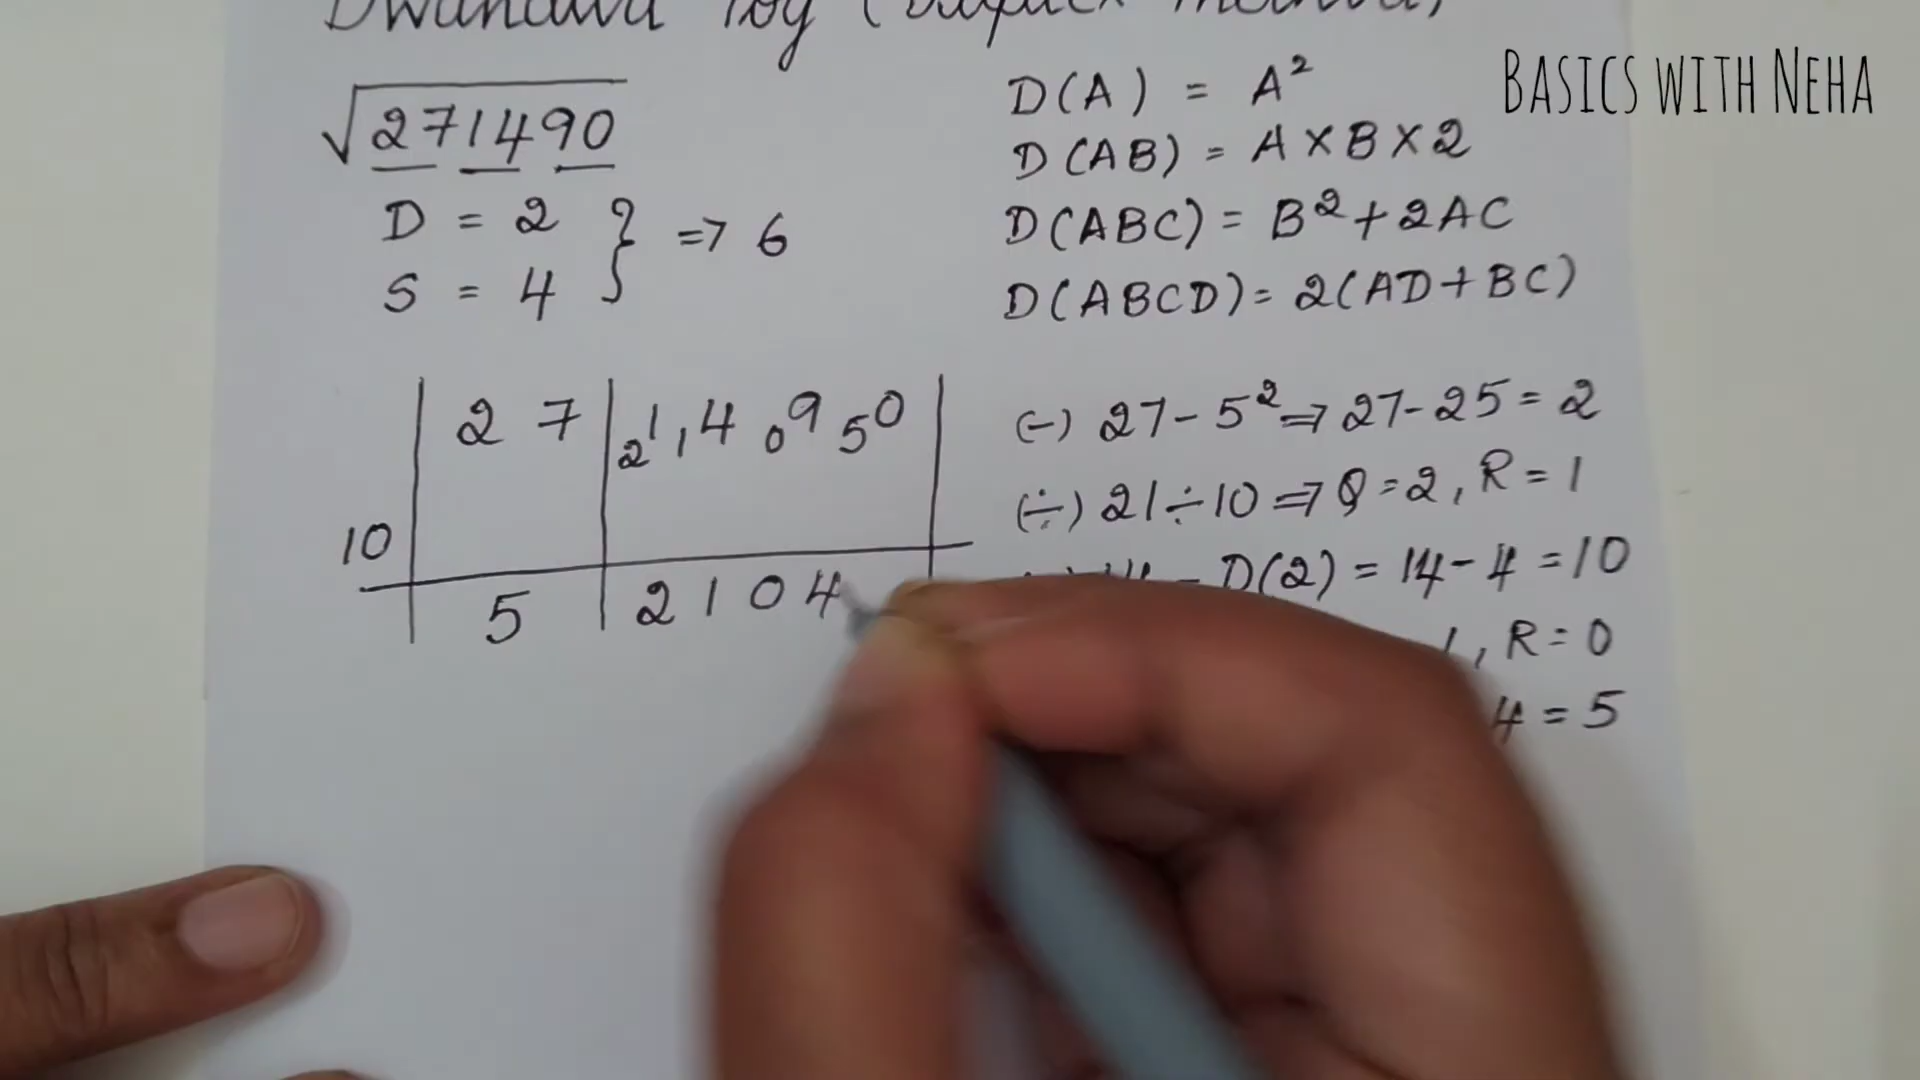 BASICS WITH NEHA
√271490
D = 2 } => 6
S = 4
D(A) = A²
D(AB) = A×B×2
D(ABC) = B²+2AC
D(ABCD) = 2(AD+BC)
2 7 ₂1 ₁4 ₀9 ₅0
10
5 2 1 0 4
(-) 27-5² => 27-25 = 2
(÷) 21÷10 => Q=2, R=1
- D(2) = 14-4 = 10
, R=0
4 = 5